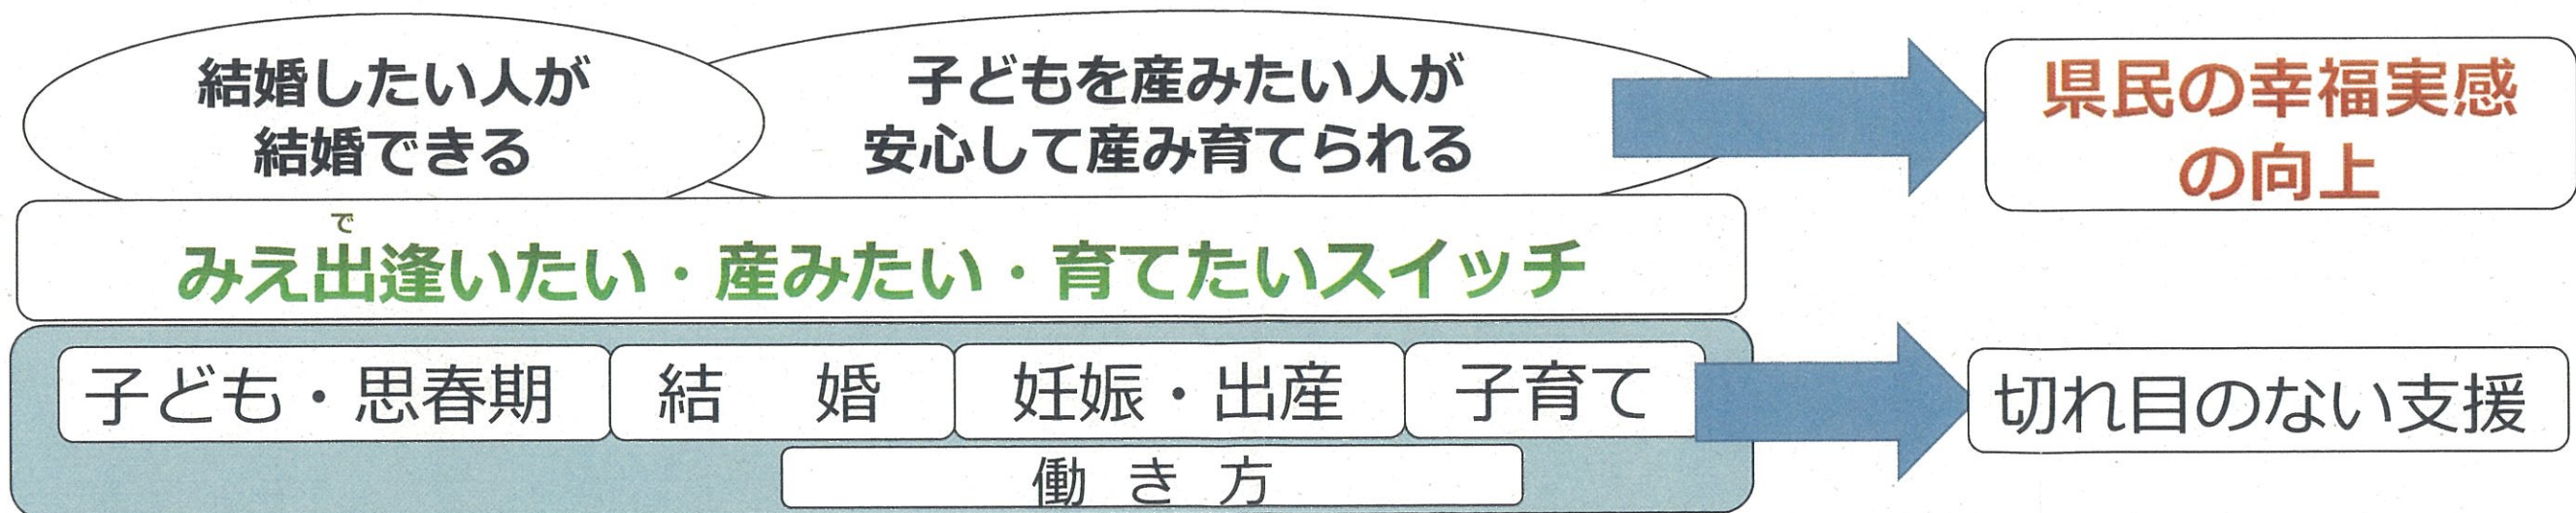 結婚したい人が
結婚できる
子どもを産みたい人が
安心して産み育てられる
県民の幸福実感
の向上
で
みえ出逢いたい・産みたい・育てたいスイッチ
子ども・思春期
結　婚
妊娠・出産
子育て
切れ目のない支援
働き方